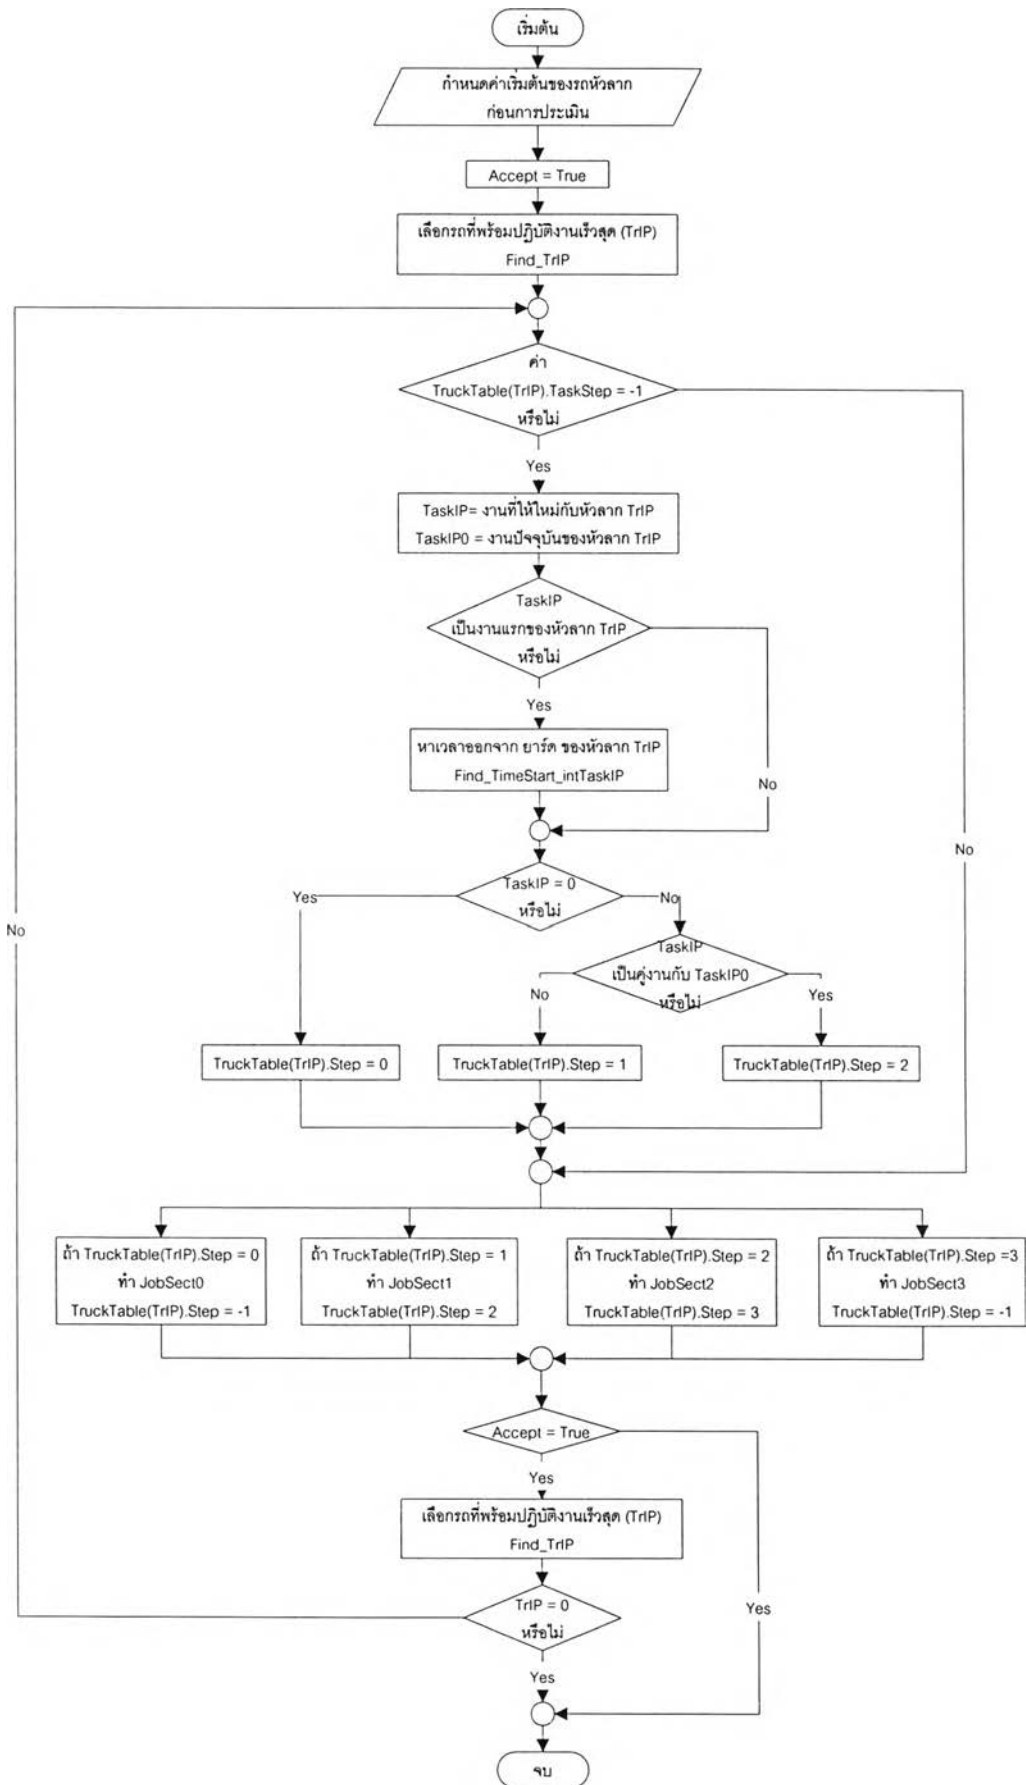 เริ่มต้น
กำหนดค่าเริ่มต้นของรถหัวลาก
ก่อนการประเมิน
Accept = True
เลือกรถที่พร้อมปฏิบัติงานเร็วสุด (TrIP)
Find_TrIP
ค่า
TruckTable(TrIP).TaskStep = -1
หรือไม่
Yes
TaskIP= งานที่ให้ใหม่กับหัวลาก TrIP
TaskIP0 = งานปัจจุบันของหัวลาก TrIP
TaskIP
เป็นงานแรกของหัวลาก TrIP
หรือไม่
Yes
หาเวลาออกจาก ยาร์ด ของหัวลาก TrIP
Find_TimeStart_intTaskIP
No
No
TaskIP = 0
หรือไม่
Yes
No
No
TaskIP
เป็นคู่งานกับ TaskIP0
หรือไม่
No
Yes
TruckTable(TrIP).Step = 0
TruckTable(TrIP).Step = 1
TruckTable(TrIP).Step = 2
ถ้า TruckTable(TrIP).Step = 0
ทำ JobSect0
TruckTable(TrIP).Step = -1
ถ้า TruckTable(TrIP).Step = 1
ทำ JobSect1
TruckTable(TrIP).Step = 2
ถ้า TruckTable(TrIP).Step = 2
ทำ JobSect2
TruckTable(TrIP).Step = 3
ถ้า TruckTable(TrIP).Step =3
ทำ JobSect3
TruckTable(TrIP).Step = -1
Accept = True
Yes
เลือกรถที่พร้อมปฏิบัติงานเร็วสุด (TrIP)
Find_TrIP
TrIP = 0
หรือไม่
Yes
Yes
จบ